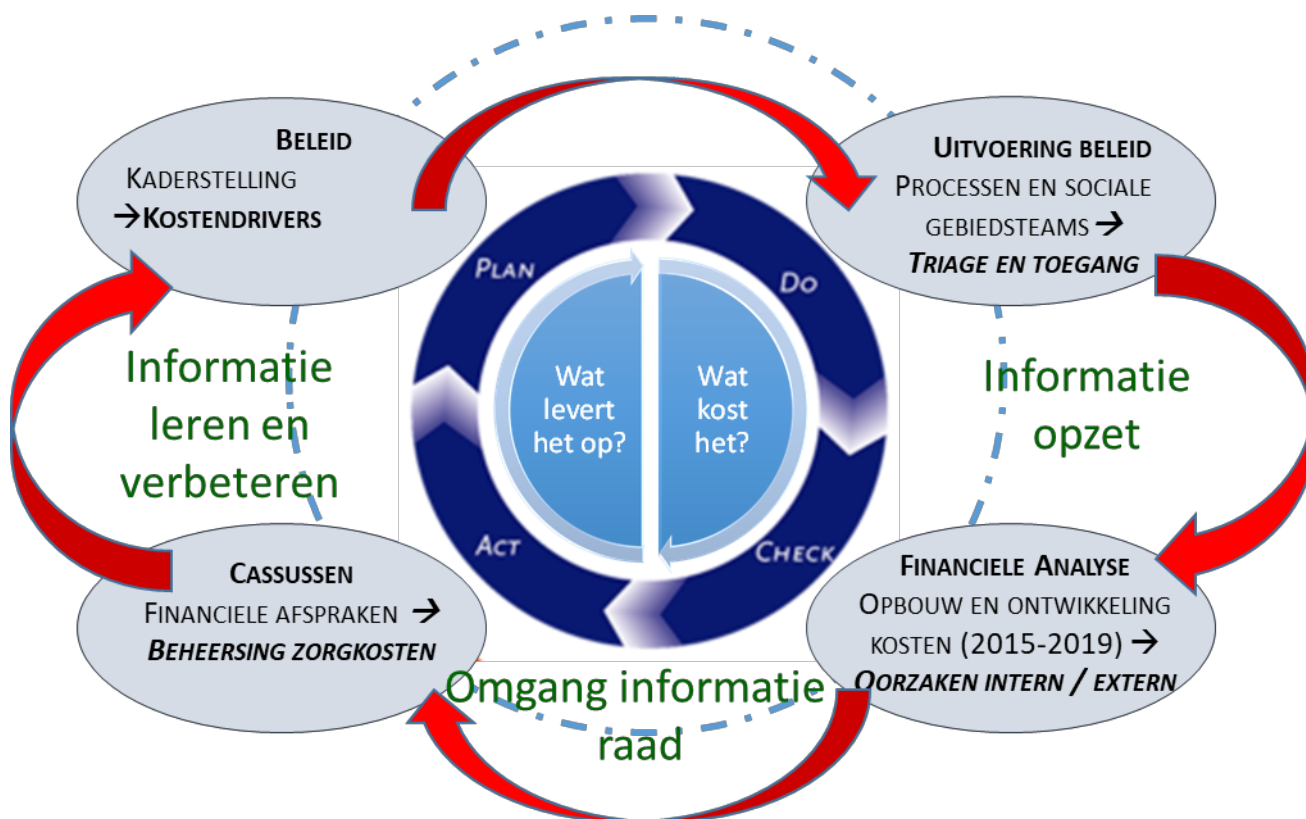 BELEID
KADERSTELLING
→KOSTENDRIVERS
UITVOERING BELEID
PROCESSEN EN SOCIALE
GEBIEDSTEAMS →
TRIAGE EN TOEGANG
PLAN
DO
Informatie
leren en
verbeteren
Wat
levert
het op?
Wat
kost
het?
Informatie
opzet
ACT
CHECK
CASSUSSEN
FINANCIELE AFSPRAKEN →
BEHEERSING ZORGKOSTEN
FINANCIELE ANALYSE
OPBOUW EN ONTWIKKELING
KOSTEN (2015-2019) →
OORZAKEN INTERN / EXTERN
Omgang informatie
raad